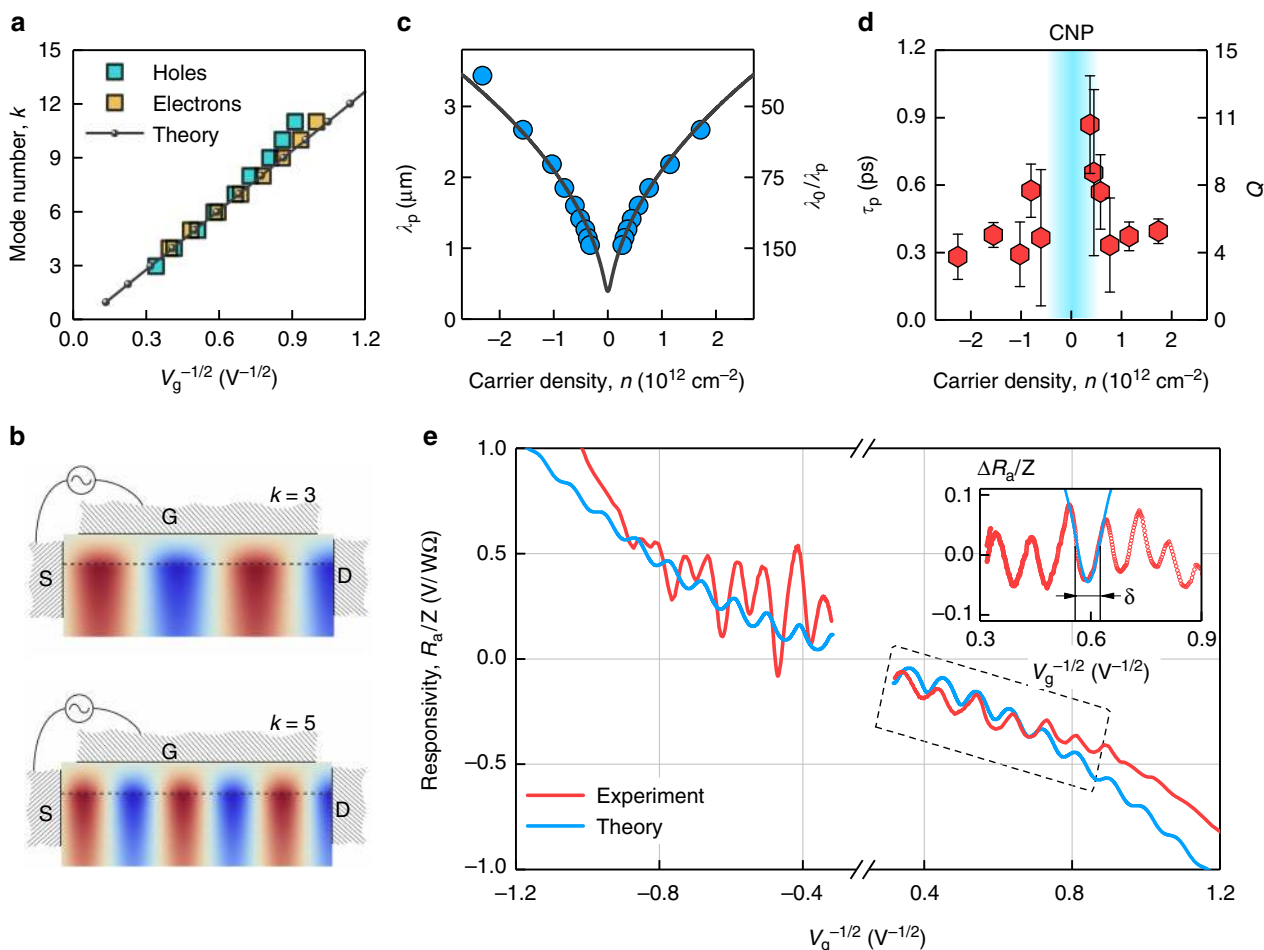 a
15
12
9
6
3
0
Mode number, k
Holes
Electrons
Theory
0.0
0.3
0.6
0.9
1.2
Vg−1/2 (V−1/2)
b
k = 3
G
S
D
k = 5
G
S
D
c
3
2
1
0
λp (μm)
50
75
150
λ0/λp
−2
−1
0
1
2
Carrier density, n (10¹² cm−2)
d
CNP
1.2
0.9
0.6
0.3
0.0
τp (ps)
15
11
8
4
0
Q
−2
−1
0
1
2
Carrier density, n (10¹² cm−2)
e
1.0
0.5
0.0
−0.5
−1.0
Responsivity, Ra/Z (V/WΩ)
Experiment
Theory
ΔRa/Z
0.1
0.0
−0.1
δ
0.3
0.6
0.9
Vg−1/2 (V−1/2)
−1.2
−0.8
−0.4
0.4
0.8
1.2
Vg−1/2 (V−1/2)